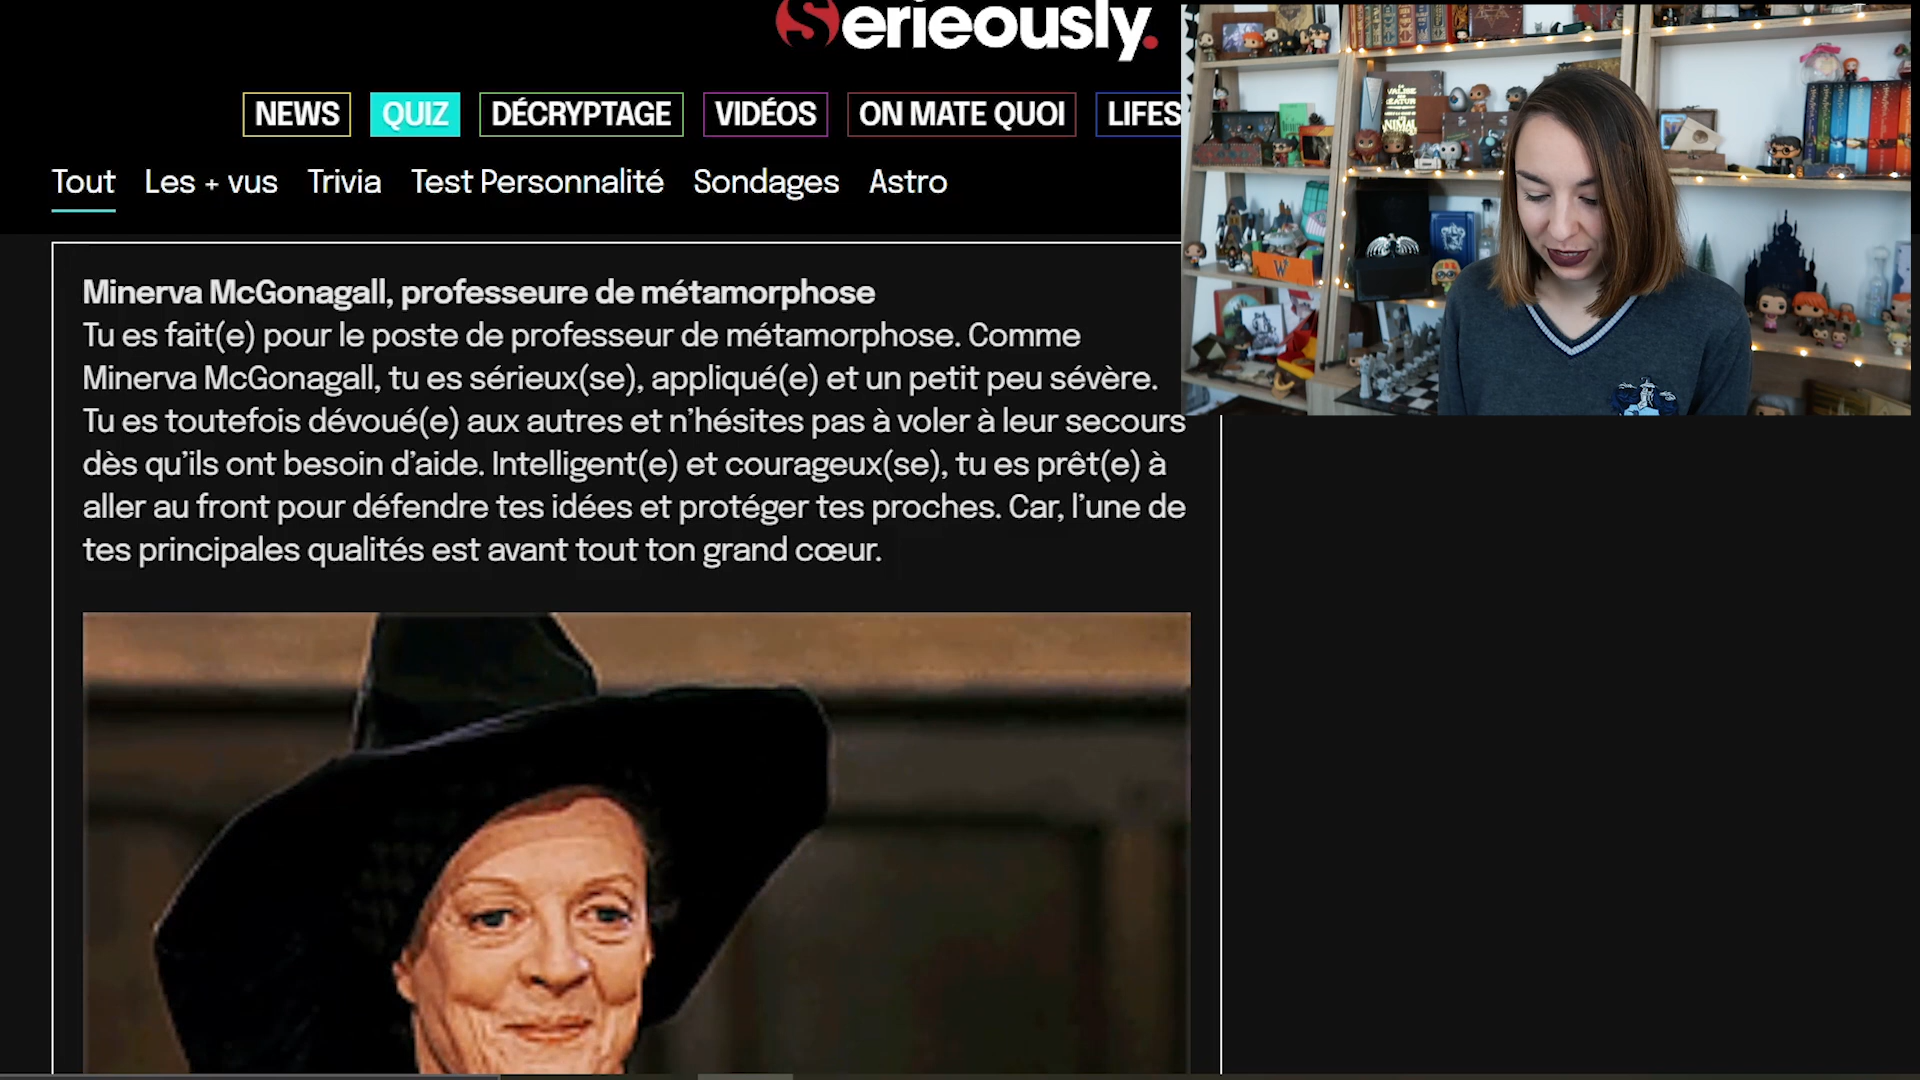 Serieously.
NEWS QUIZ DÉCRYPTAGE VIDÉOS ON MATE QUOI LIFES
Tout Les + vus Trivia Test Personnalité Sondages Astro
Minerva McGonagall, professeure de métamorphose
Tu es fait(e) pour le poste de professeur de métamorphose. Comme
Minerva McGonagall, tu es sérieux(se), appliqué(e) et un petit peu sévère.
Tu es toutefois dévoué(e) aux autres et n'hésites pas à voler à leur secours
dès qu'ils ont besoin d'aide. Intelligent(e) et courageux(se), tu es prêt(e) à
aller au front pour défendre tes idées et protéger tes proches. Car, l'une de
tes principales qualités est avant tout ton grand cœur.
W